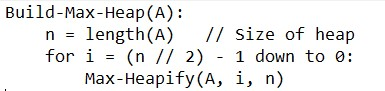 Build-Max-Heap(A):
    n = length(A)   // Size of heap
    for i = (n // 2) - 1 down to 0:
        Max-Heapify(A, i, n)